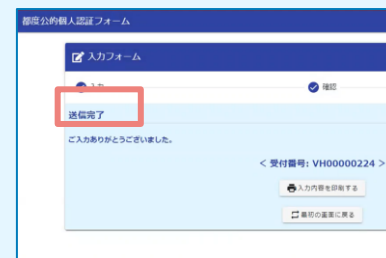 都度公的個人認証フォーム
入力フォーム
入力
確認
送信完了
ご入力ありがとうございました。
< 受付番号: VH00000224 >
入力内容を印刷する
最初の画面に戻る